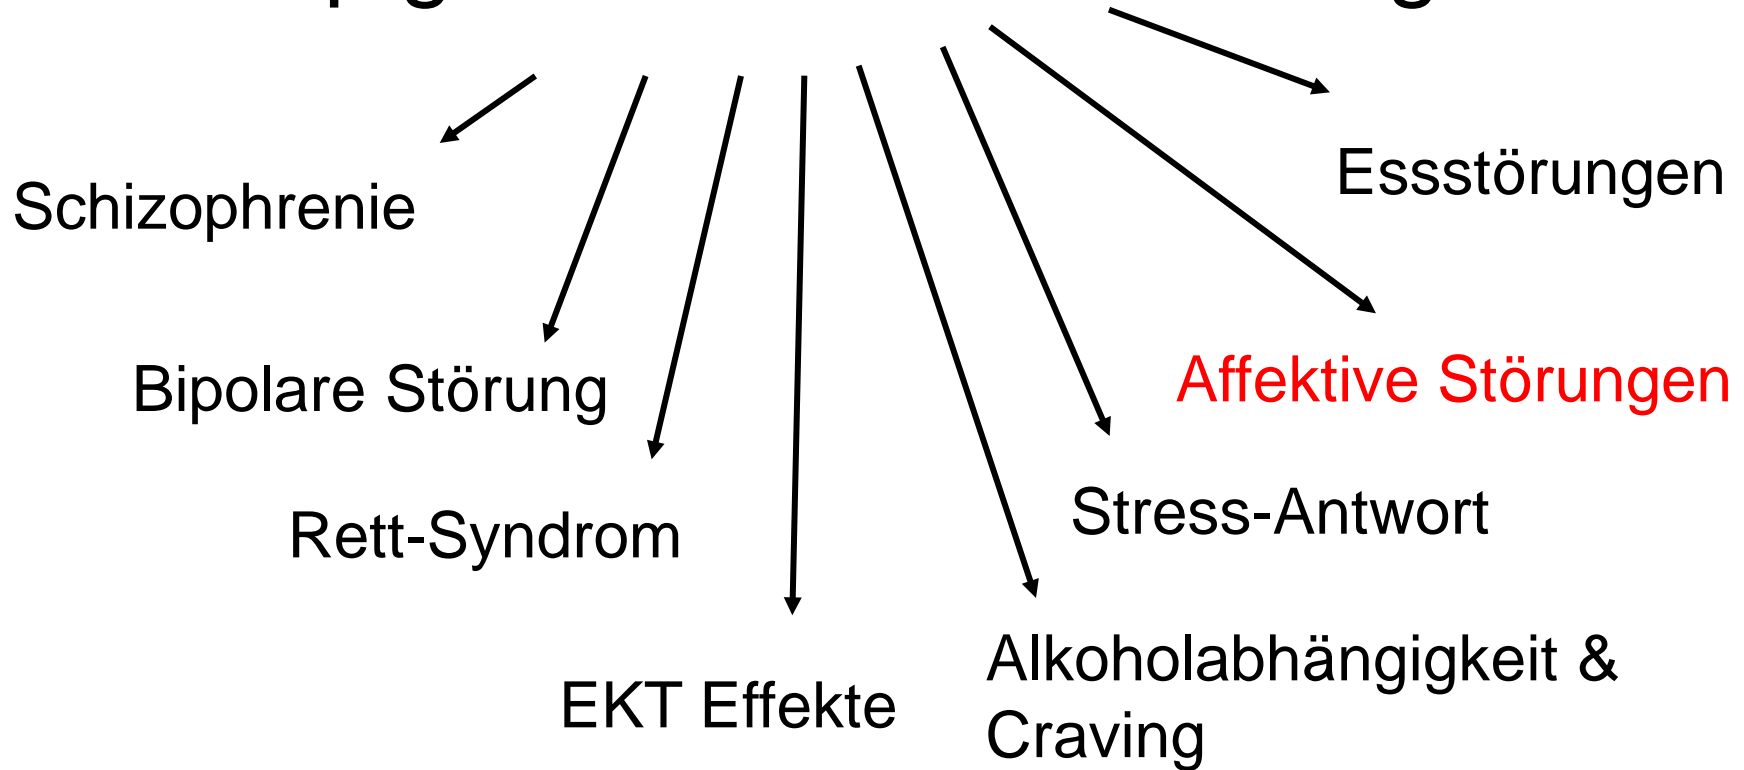 Essstörungen
Schizophrenie
Affektive Störungen
Bipolare Störung
Stress-Antwort
Rett-Syndrom
Alkoholabhängigkeit &
EKT Effekte
Craving